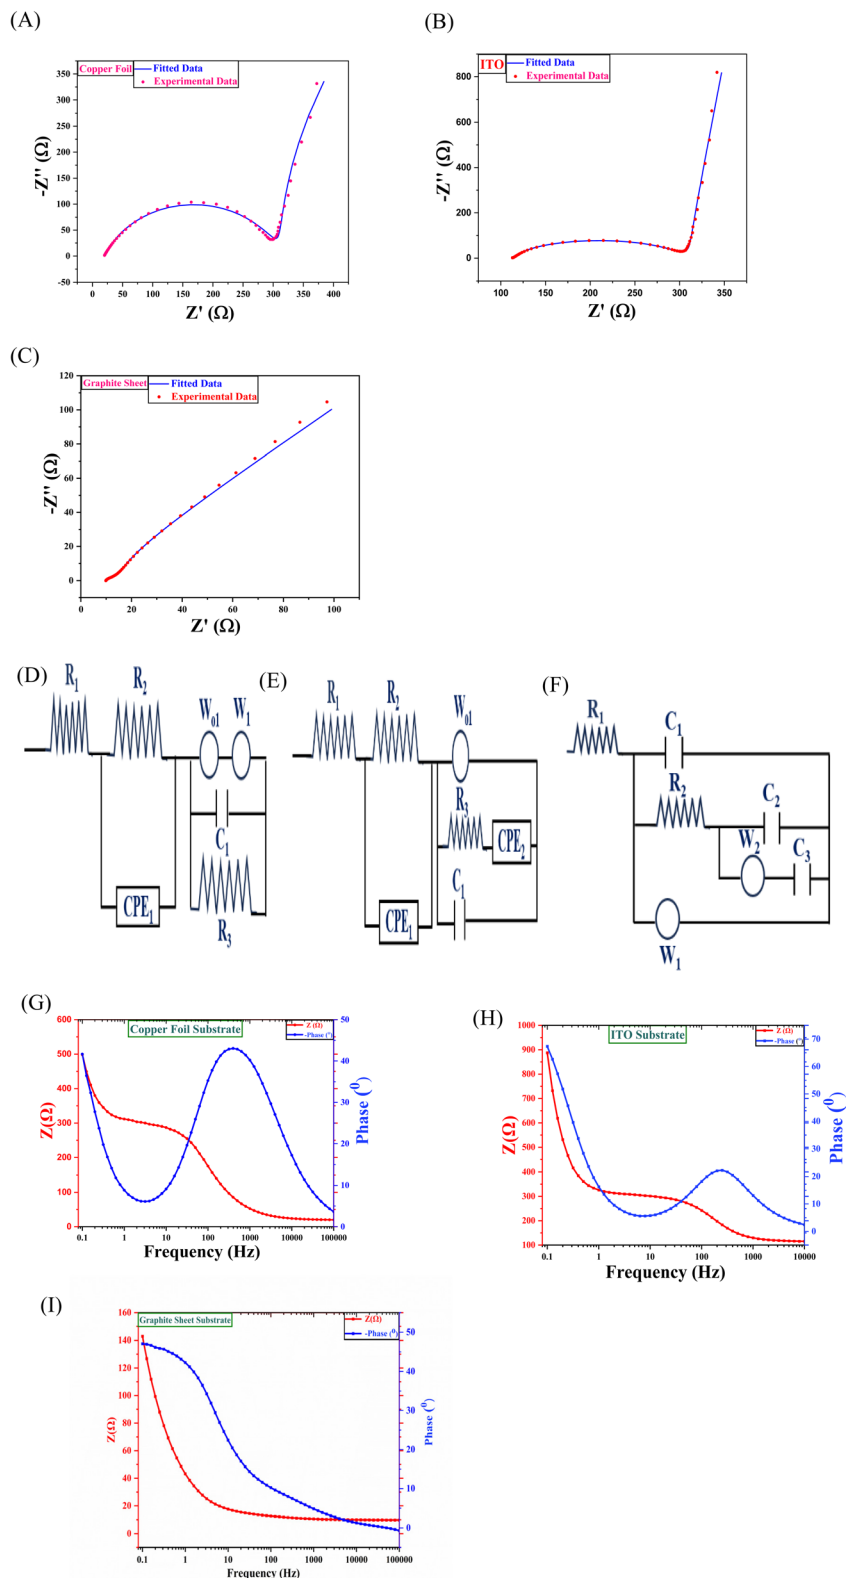 (A)
Copper Foil
Fitted Data
Experimental Data
350
300
250
200
150
100
50
0
-50
-Z'' (Ω)
0 50 100 150 200 250 300 350 400
Z' (Ω)
(B)
ITO
Fitted Data
Experimental Data
800
600
400
200
0
-Z'' (Ω)
100 150 200 250 300 350
Z' (Ω)
(C)
Graphite Sheet
Fitted Data
Experimental Data
120
100
80
60
40
20
0
-Z'' (Ω)
0 20 40 60 80 100
Z' (Ω)
(D)
R1
R2
Wo1
W1
C1
CPE1
R3
(E)
R1
R2
Wo1
R3
CPE2
C1
CPE1
(F)
R1
C1
R2
C2
W2
C3
W1
(G)
Copper Foil Substrate
Z (Ω)
-Phase (°)
600
500
400
300
200
100
0
Z(Ω)
50
40
30
20
10
0
Phase (0)
0.1 1 10 100 1000 10000 100000
Frequency (Hz)
(H)
ITO Substrate
Z (Ω)
-Phase (°)
1000
900
800
700
600
500
400
300
200
100
Z(Ω)
70
60
50
40
30
20
10
0
Phase (0)
0.1 1 10 100 1000 10000
Frequency (Hz)
(I)
Graphite Sheet Substrate
Z(Ω)
-Phase (0)
160
140
120
100
80
60
40
20
0
Z(Ω)
50
40
30
20
10
0
Phase (0)
0.1 1 10 100 1000 10000 100000
Frequency (Hz)